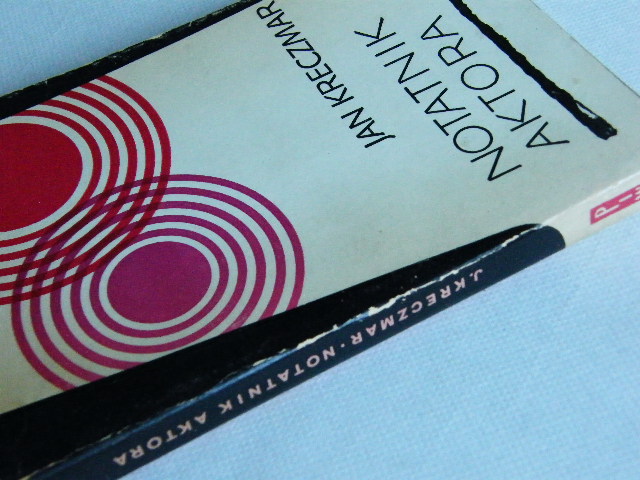 JAN KRECZMAR
NOTATNIK
AKTORA
J. KRECZMAR · NOTATNIK AKTORA